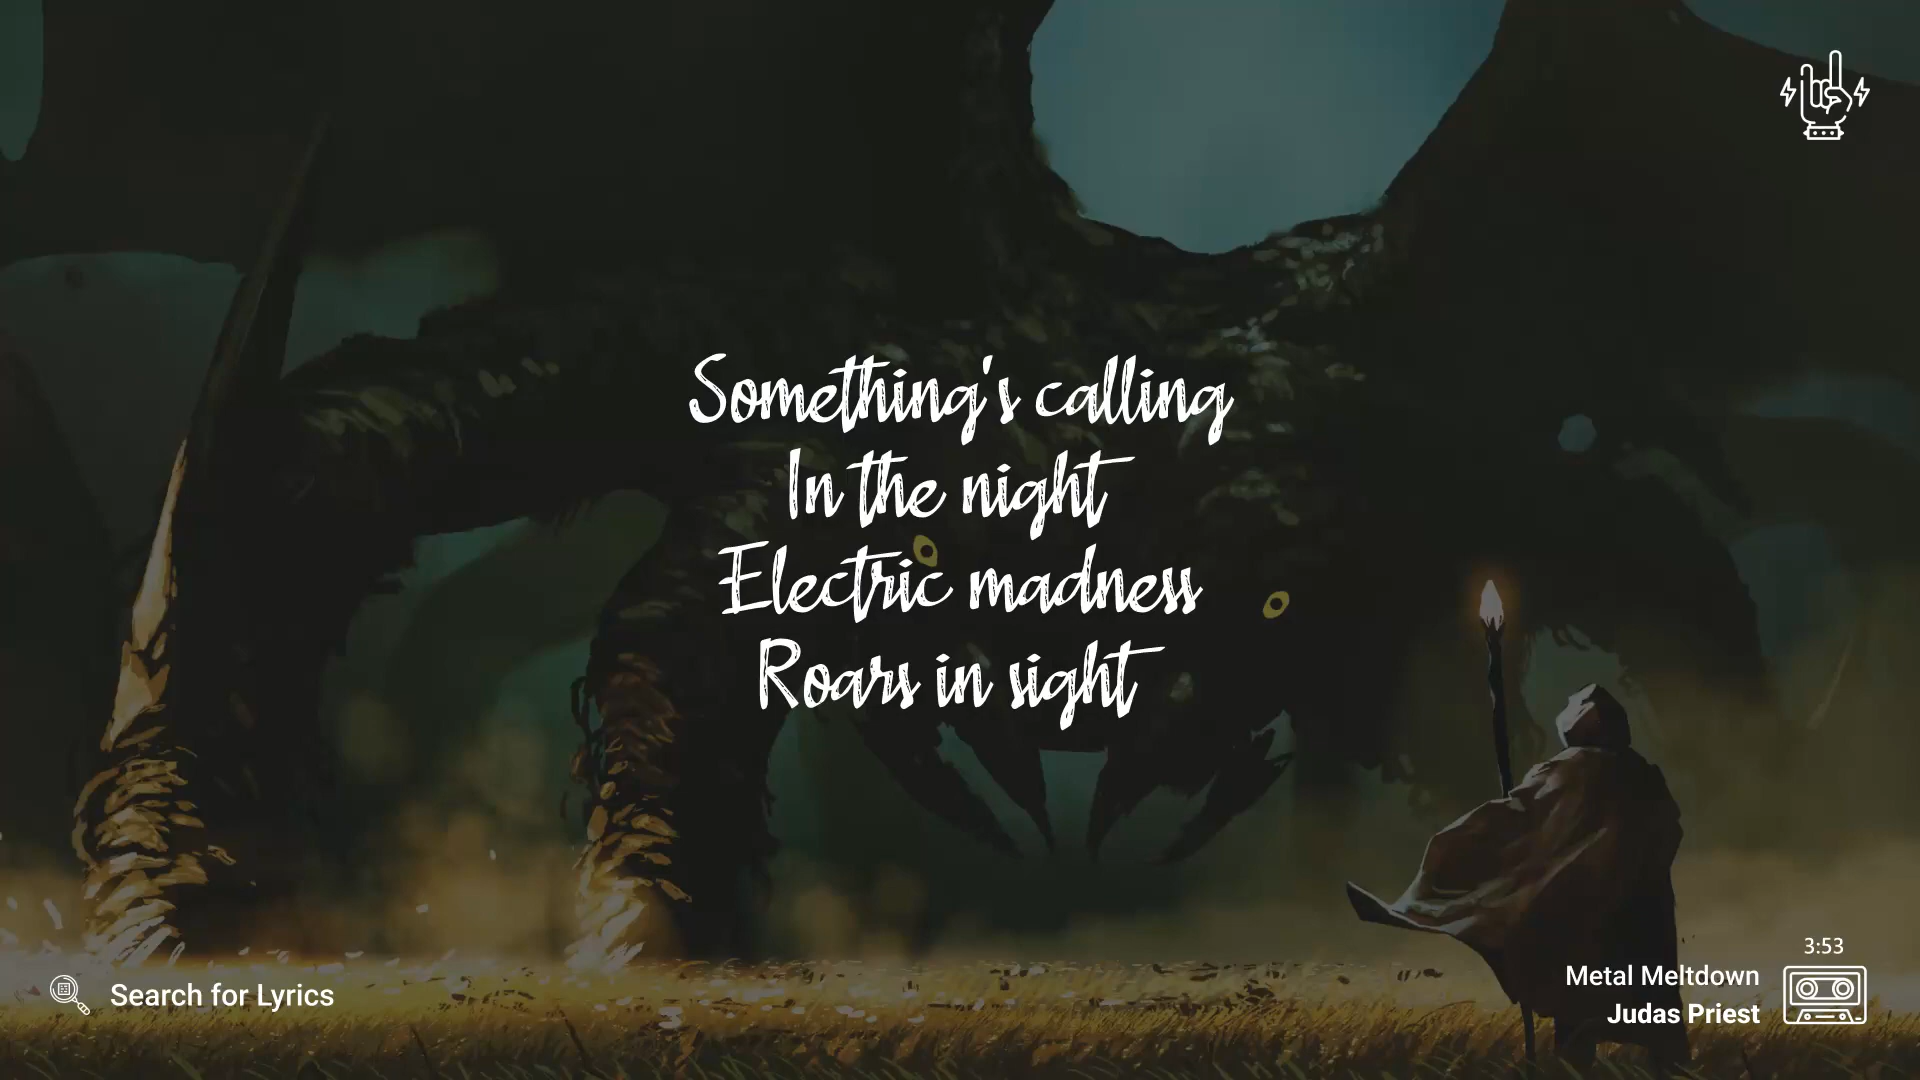 Something's calling
In the night
Electric madness
Roars in sight
3:53
Search for Lyrics
Metal Meltdown
Judas Priest